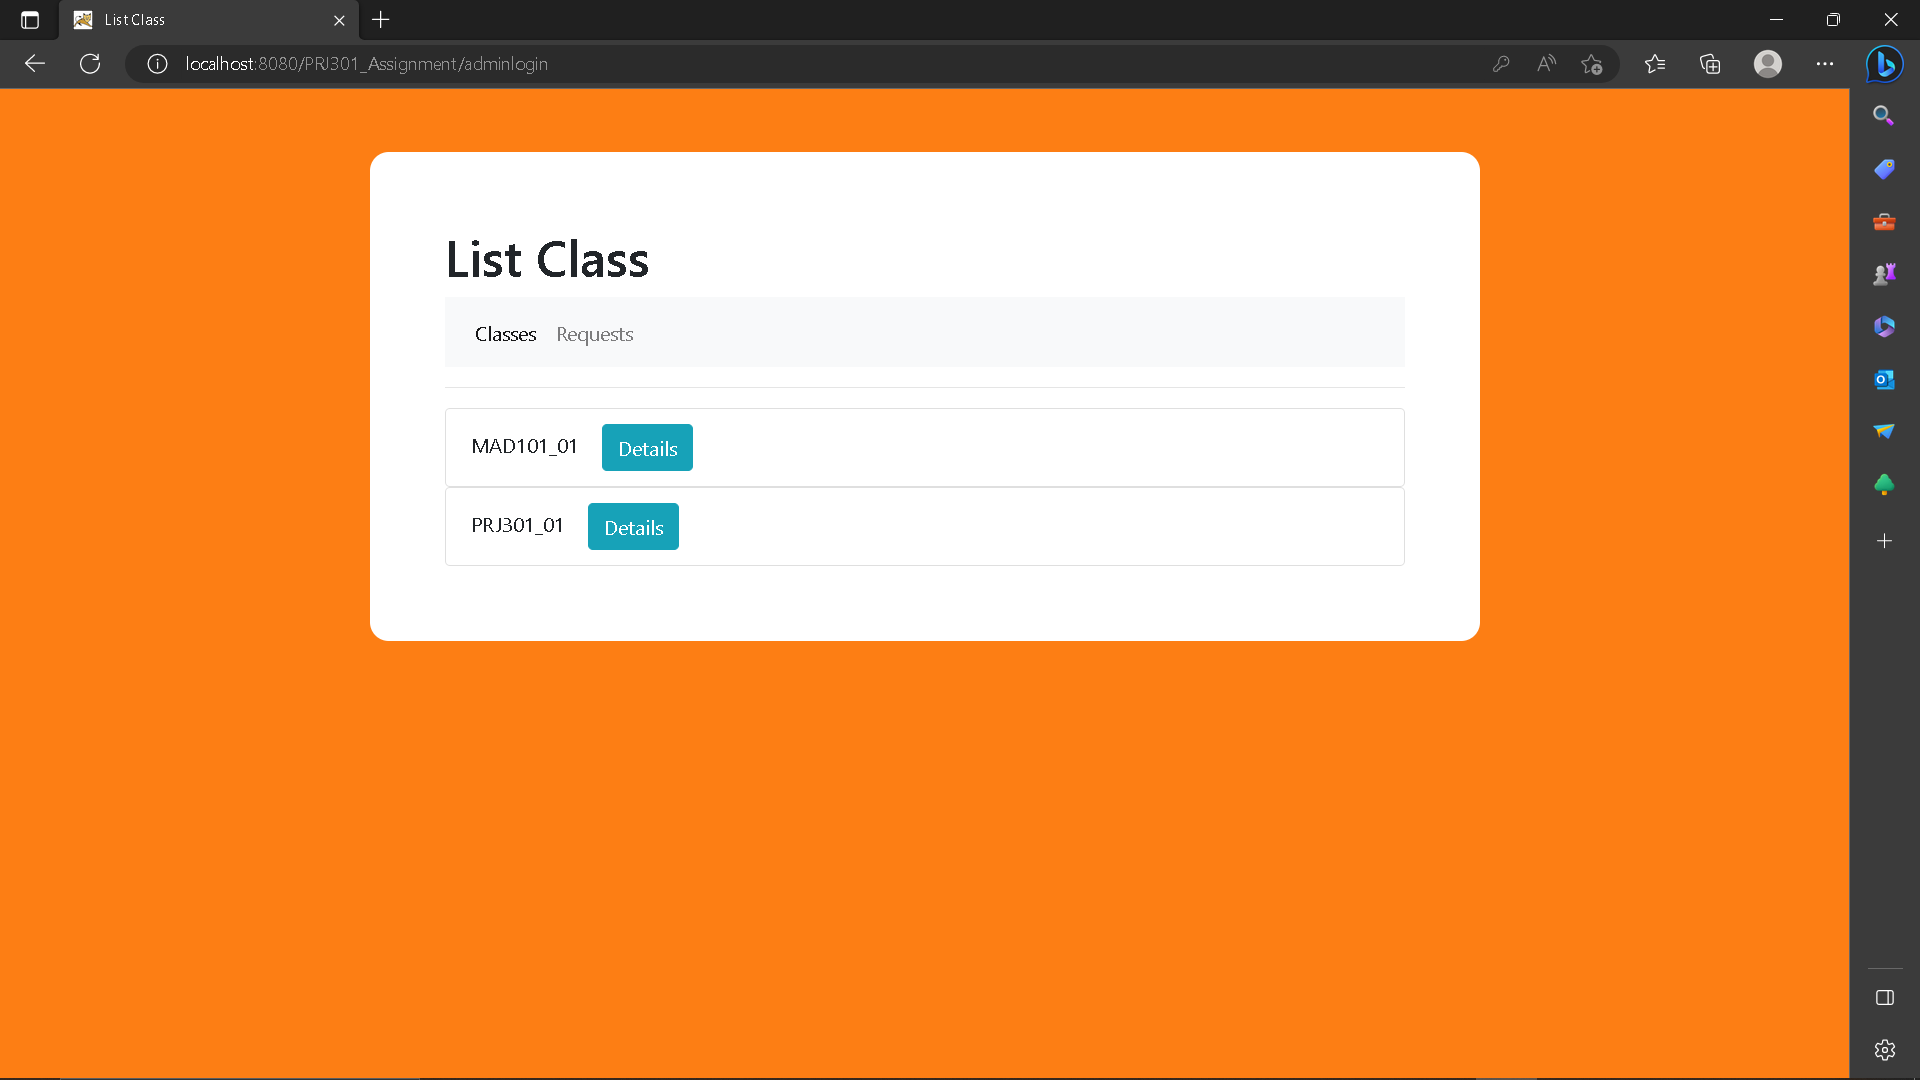 List Class
localhost:8080/PRJ301_Assignment/adminlogin
List Class
Classes Requests
MAD101_01 Details
PRJ301_01 Details